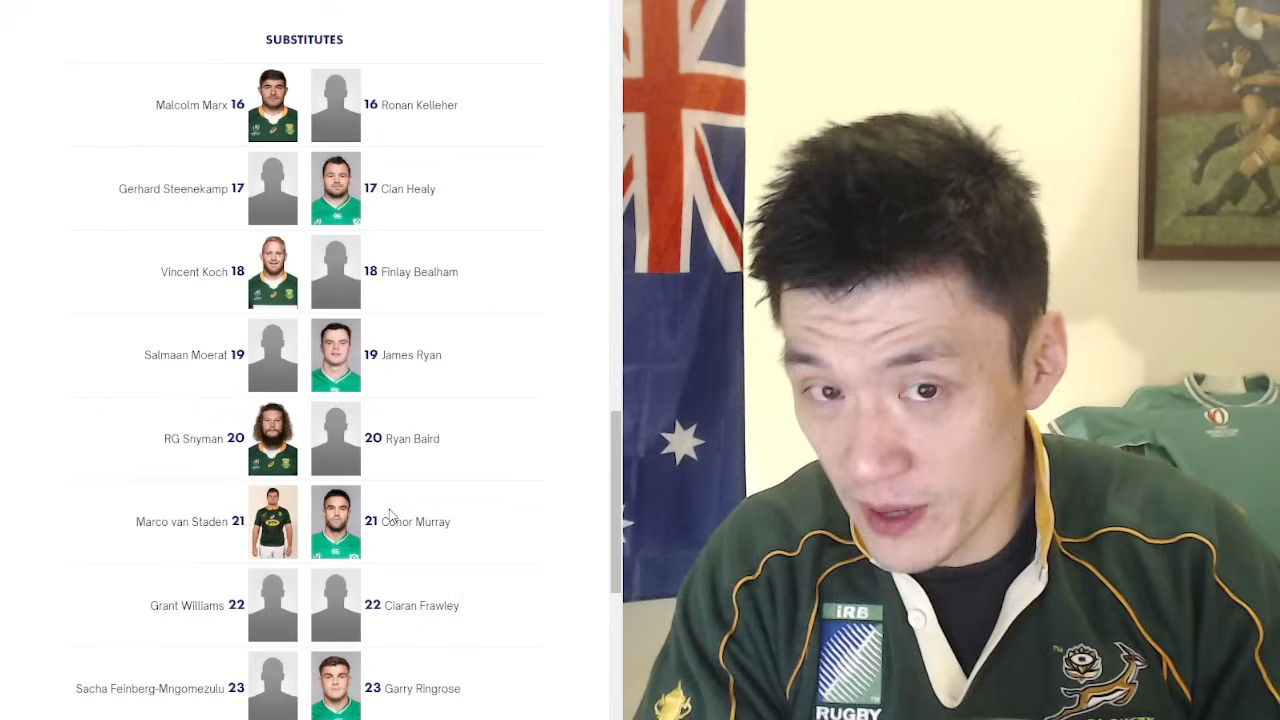 SUBSTITUTES
Malcolm Marx 16 16 Ronan Kelleher
Gerhard Steenekamp 17 17 Cian Healy
Vincent Koch 18 18 Finlay Bealham
Salmaan Moerat 19 19 James Ryan
RG Snyman 20 20 Ryan Baird
Marco van Staden 21 21 Conor Murray
Grant Williams 22 22 Ciaran Frawley
Sacha Feinberg-Mngomezulu 23 23 Garry Ringrose
iRB
RUGBY